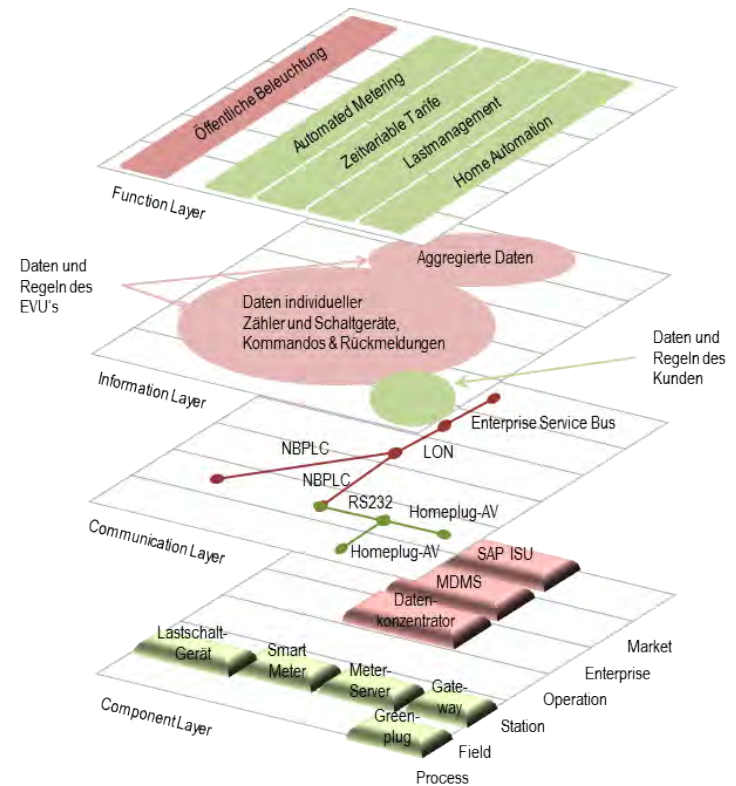 Öffentliche Beleuchtung
Automated Metering
Zeitvariable Tarife
Lastmanagement
Home Automation
Function Layer
Daten und
Regeln des
EVU's
Aggregierte Daten
Daten individueller
Zähler und Schaltgeräte,
Kommandos & Rückmeldungen
Daten und
Regeln des
Kunden
Information Layer
Enterprise Service Bus
NBPLC
LON
NBPLC
RS232
Homeplug-AV
Homeplug-AV
Communication Layer
SAP ISU
MDMS
Daten-
konzentrator
Lastschalt-
Gerät
Smart
Meter
Meter-
Server
Gate-
way
Green-
plug
Component Layer
Market
Enterprise
Operation
Station
Field
Process